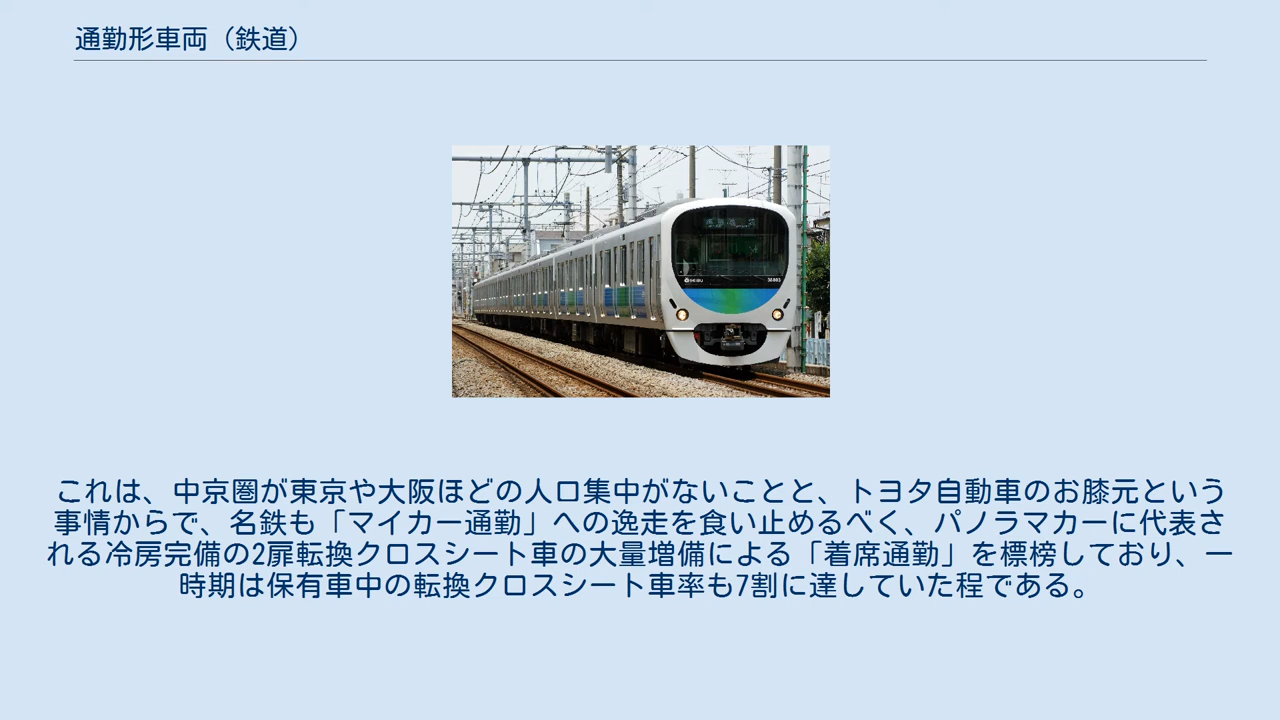 通勤形車両（鉄道）
これは、中京圏が東京や大阪ほどの人口集中がないことと、トヨタ自動車のお膝元という
事情からで、名鉄も「マイカー通勤」への逸走を食い止めるべく、パノラマカーに代表さ
れる冷房完備の2扉転換クロスシート車の大量増備による「着席通勤」を標榜しており、一
時期は保有車中の転換クロスシート車率も7割に達していた程である。